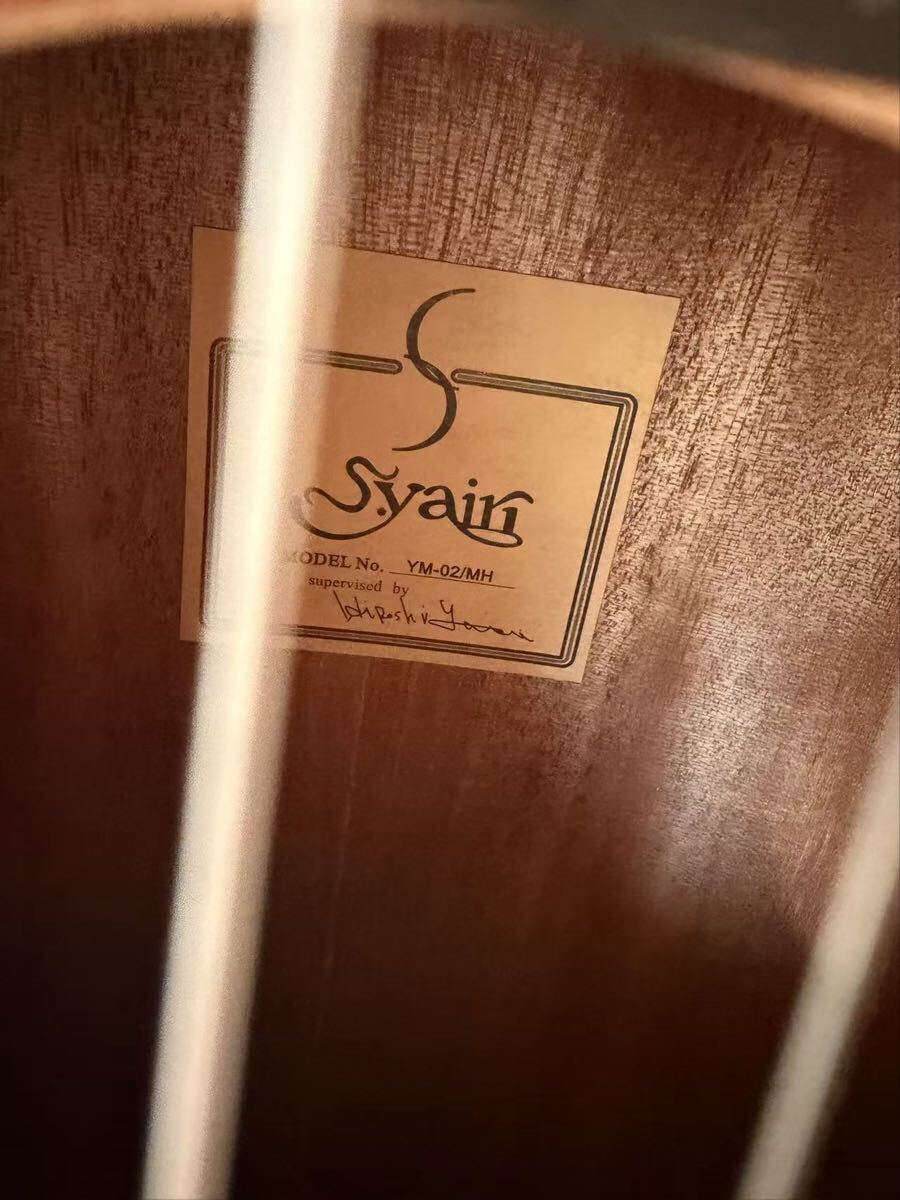 S
S.yairi
MODEL No. YM-02/MH
supervised by
Hiroshi Yairi